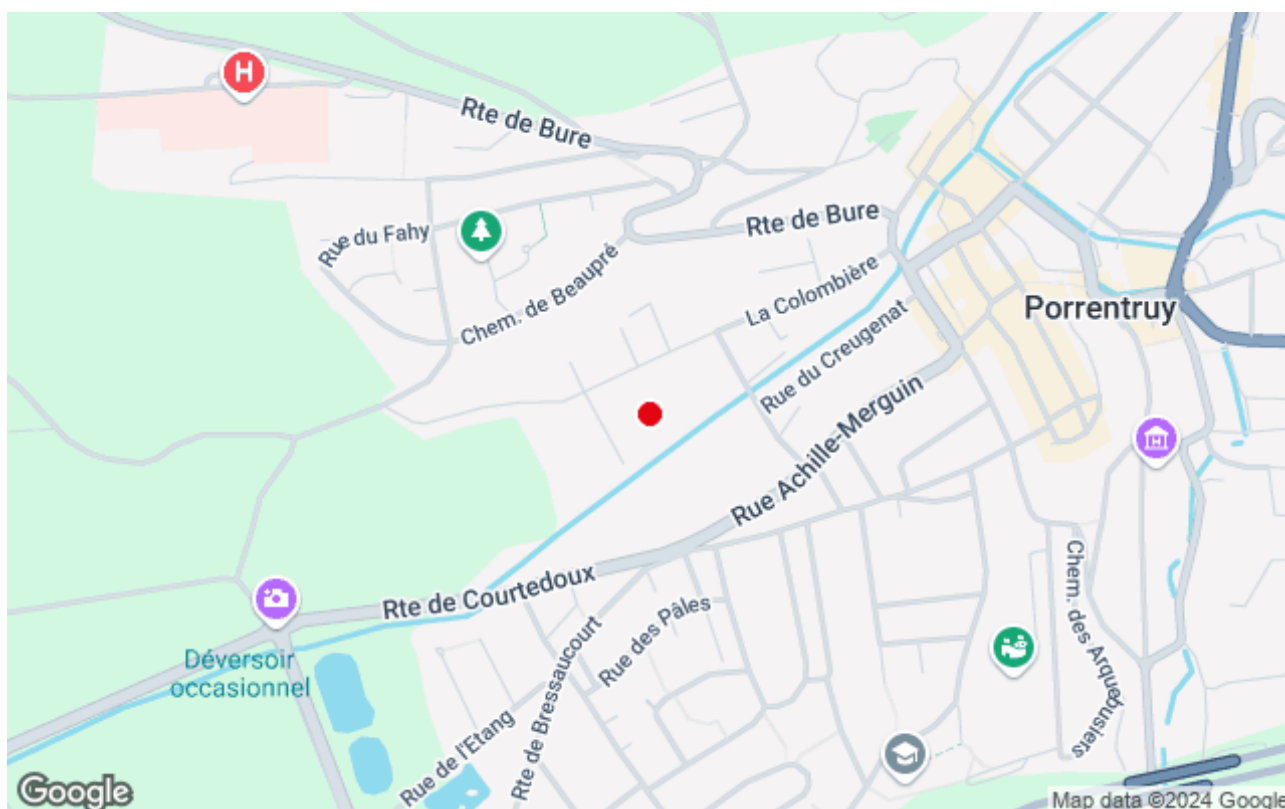 H
Rte de Bure
Rte de Bure
Rue du Fahy
Chem. de Beaupré
La Colombière
Rue du Creugenat
Porrentruy
Rue Achille-Merguin
Rte de Courtedoux
Rue des Pâles
Chem. des Arquebusiers
Déversoir
occasionnel
Rte de Bressaucourt
Rue de l'Etang
Google
Map data ©2024 Google